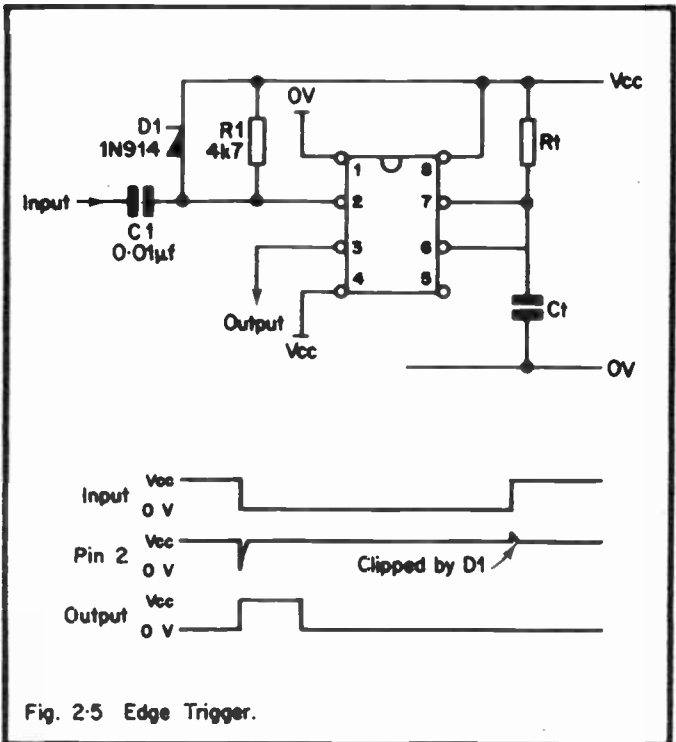 Vcc
0V
D1
1N914
R1
4k7
Rt
1 8
Input
2 7
C1
0·01µf
3 6
4 5
Output
Ct
Vcc
0V
Input Vcc
0 V
Pin 2 Vcc
0 V
Clipped by D1
Output Vcc
0 V
Fig. 2·5 Edge Trigger.